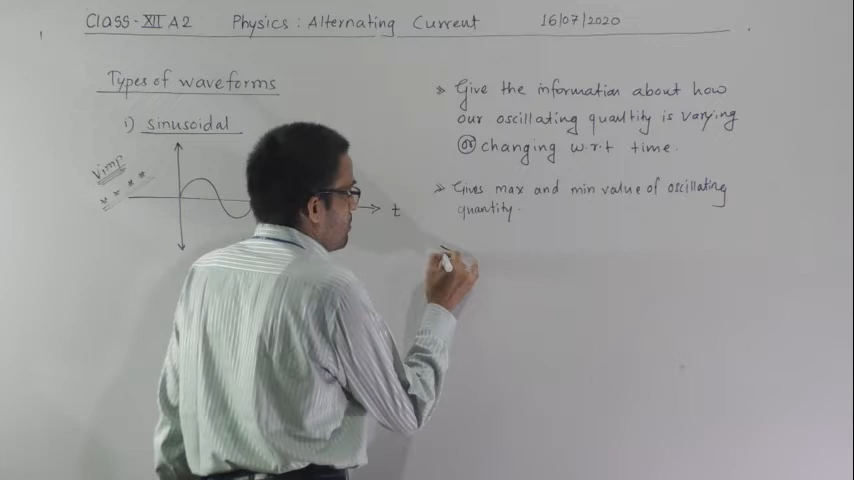 CLASS-XII A2 Physics : Alternating Current 16/07/2020
Types of waveforms
i) sinusoidal
Vimp
t
» Give the information about how
our oscillating quantity is varying
or changing w.r.t time.
» Gives max and min value of oscillating
quantity.